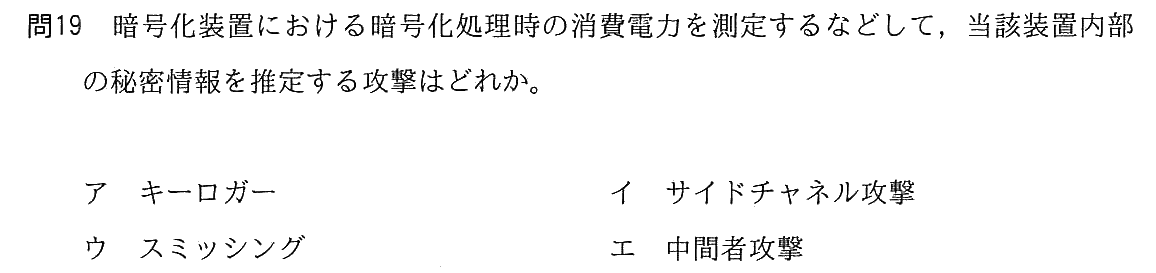 問19 暗号化装置における暗号化処理時の消費電力を測定するなどして，当該装置内部
の秘密情報を推定する攻撃はどれか。
ア キーロガー イ サイドチャネル攻撃
ウ スミッシング エ 中間者攻撃